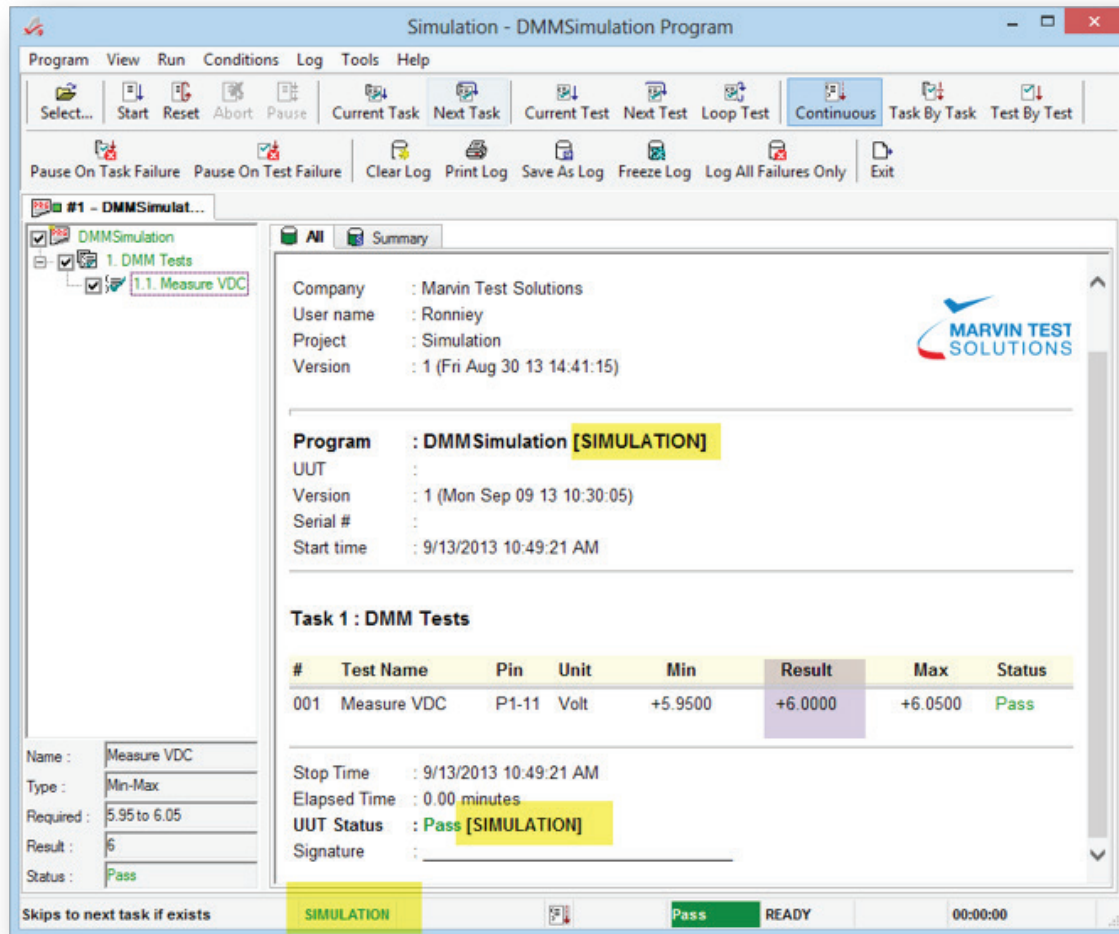 Simulation - DMMSimulation Program
Program View Run Conditions Log Tools Help
Select... Start Reset Abort Pause Current Task Next Task Current Test Next Test Loop Test Continuous Task By Task Test By Test
Pause On Task Failure Pause On Test Failure Clear Log Print Log Save As Log Freeze Log Log All Failures Only Exit
#1 - DMMSimulat...
DMMSimulation
1. DMM Tests
1.1. Measure VDC
All Summary
Company : Marvin Test Solutions
User name : Ronniey
Project : Simulation
Version : 1 (Fri Aug 30 13 14:41:15)
MARVIN TEST
SOLUTIONS
Program : DMMSimulation [SIMULATION]
UUT :
Version : 1 (Mon Sep 09 13 10:30:05)
Serial # :
Start time : 9/13/2013 10:49:21 AM
Task 1 : DMM Tests
# Test Name Pin Unit Min Result Max Status
001 Measure VDC P1-11 Volt +5.9500 +6.0000 +6.0500 Pass
Stop Time : 9/13/2013 10:49:21 AM
Elapsed Time : 0.00 minutes
UUT Status : Pass [SIMULATION]
Signature :
Name : Measure VDC
Type : Min-Max
Required : 5.95 to 6.05
Result : 6
Status : Pass
Skips to next task if exists SIMULATION Pass READY 00:00:00